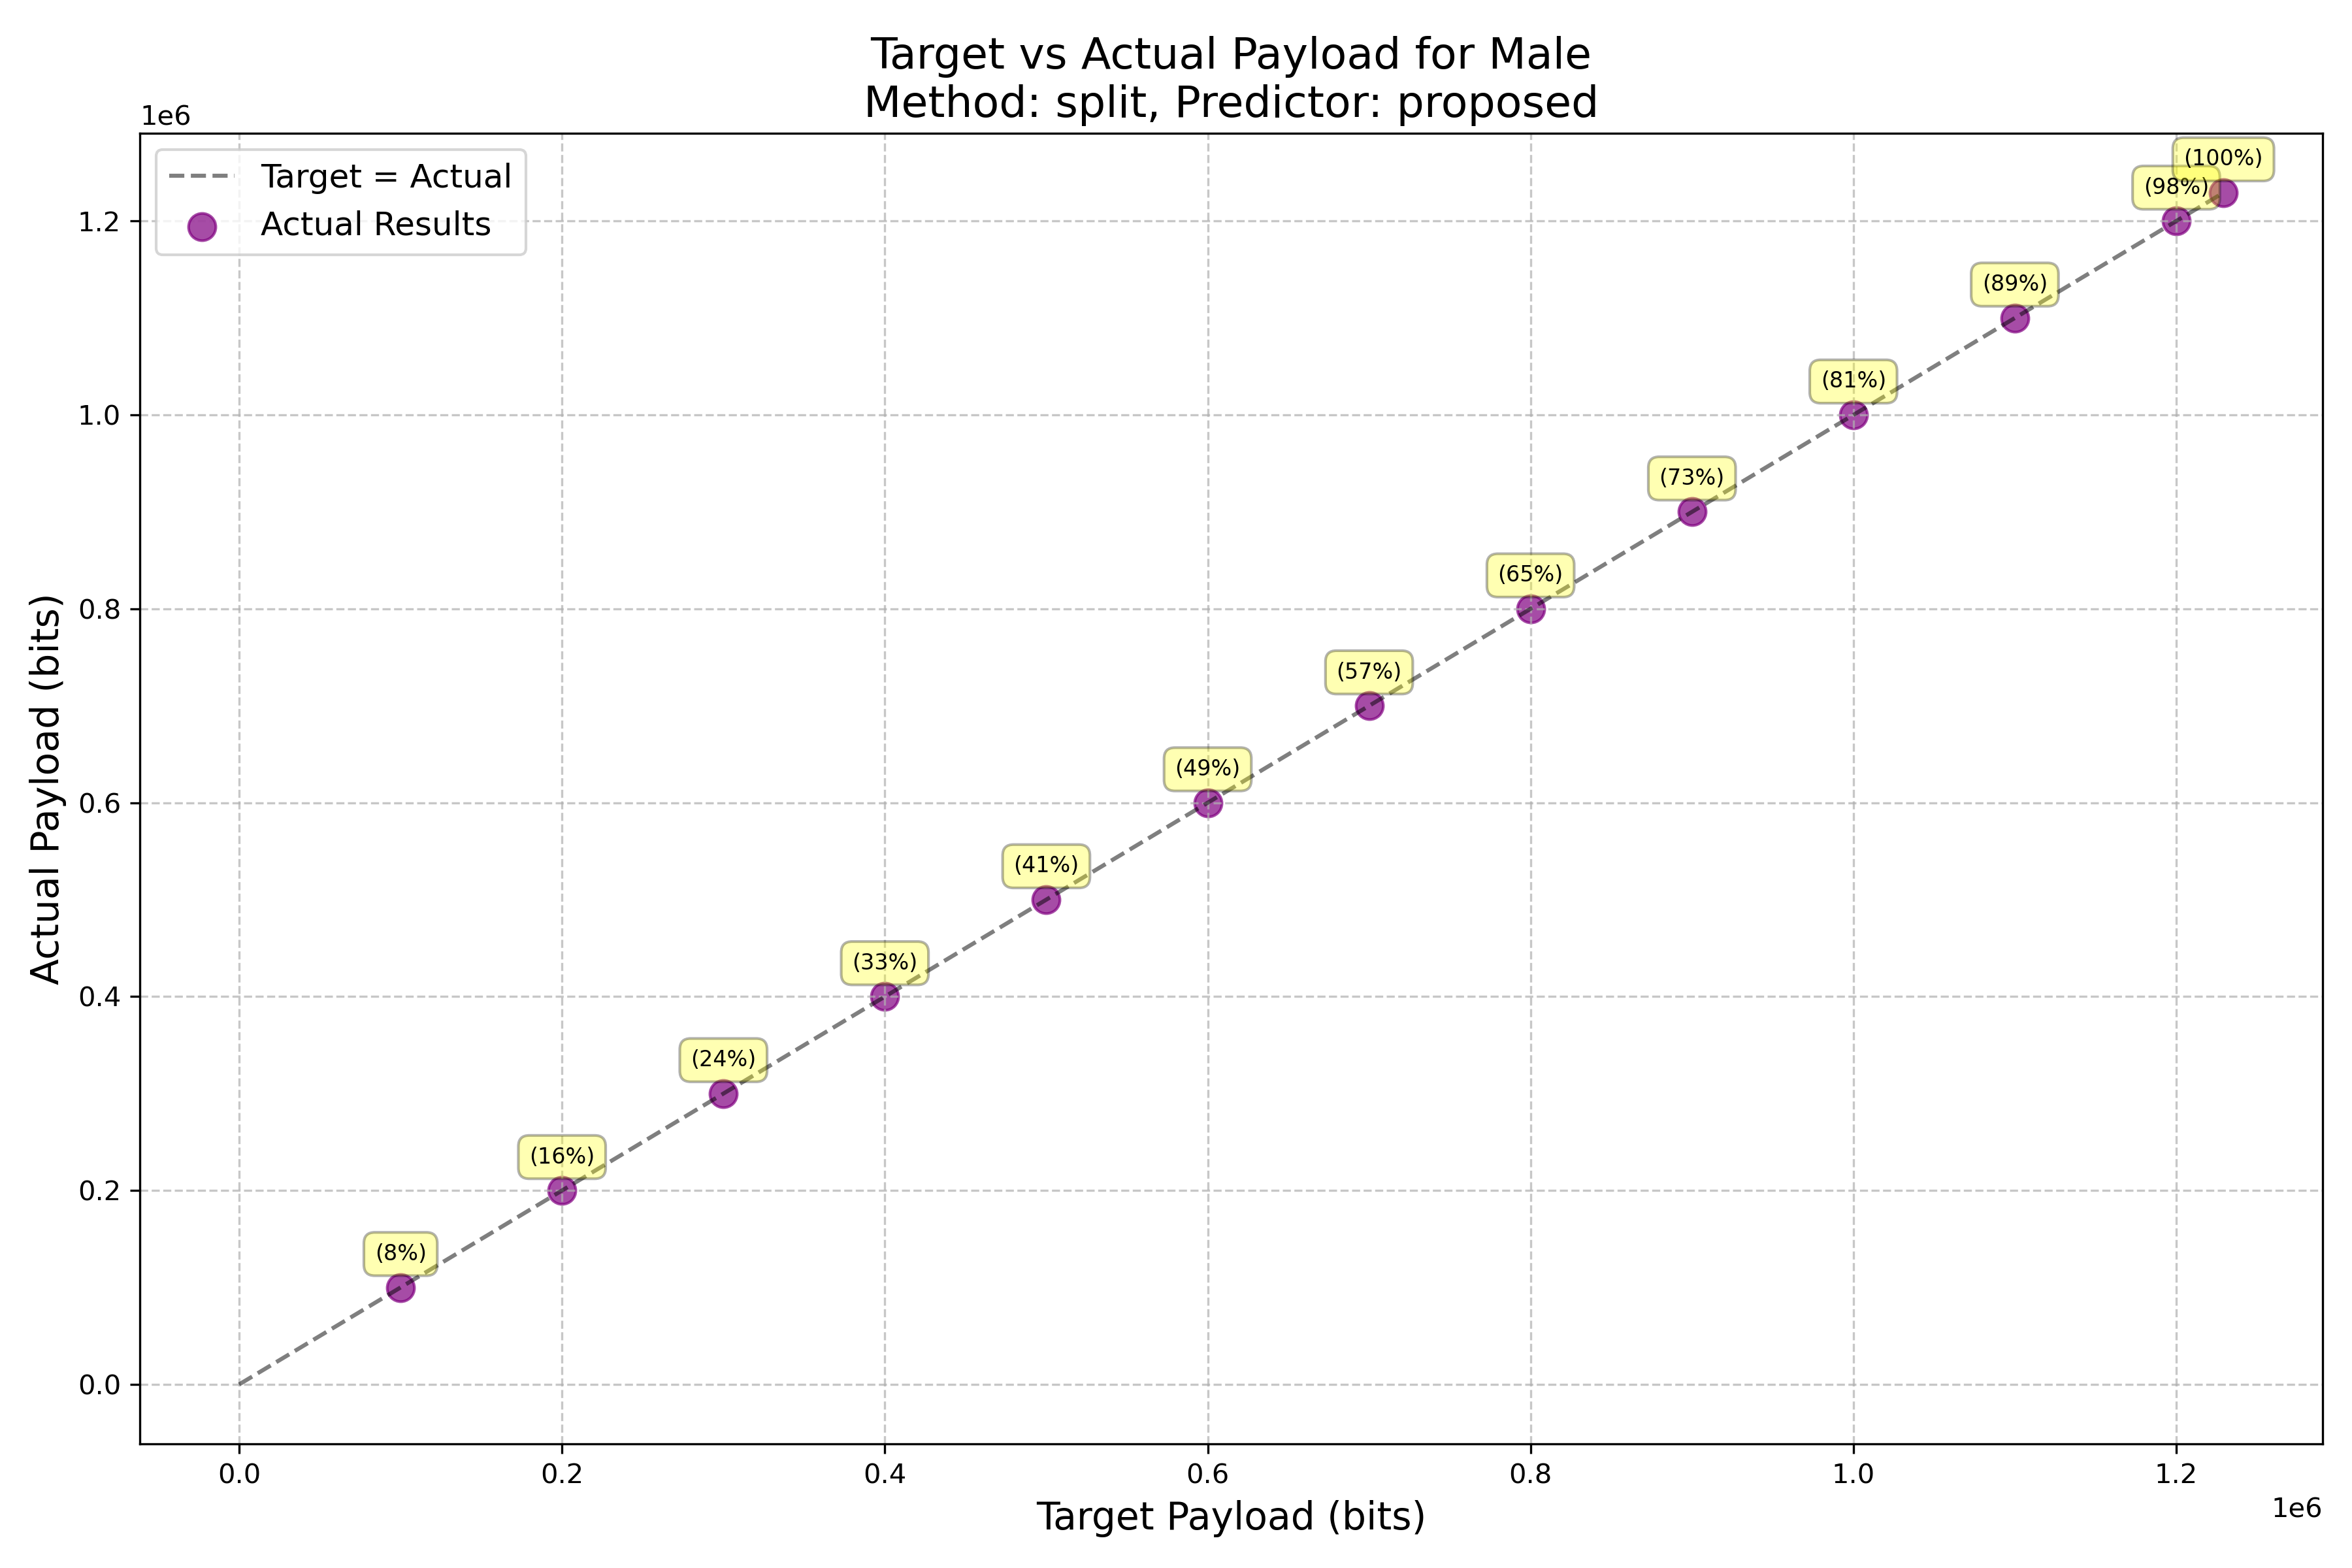 Target vs Actual Payload for Male
Method: split, Predictor: proposed
1e6
Target = Actual
Actual Results
(100%)
(98%)
(89%)
(81%)
(73%)
(65%)
(57%)
(49%)
(41%)
(33%)
(24%)
(16%)
(8%)
Actual Payload (bits)
1.2
1.0
0.8
0.6
0.4
0.2
0.0
0.0 0.2 0.4 0.6 0.8 1.0 1.2
1e6
Target Payload (bits)